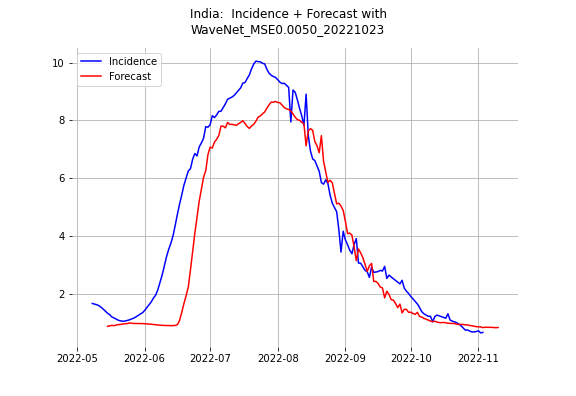 India:  Incidence + Forecast with
WaveNet_MSE0.0050_20221023
Incidence
Forecast
10
8
6
4
2
2022-05 2022-06 2022-07 2022-08 2022-09 2022-10 2022-11